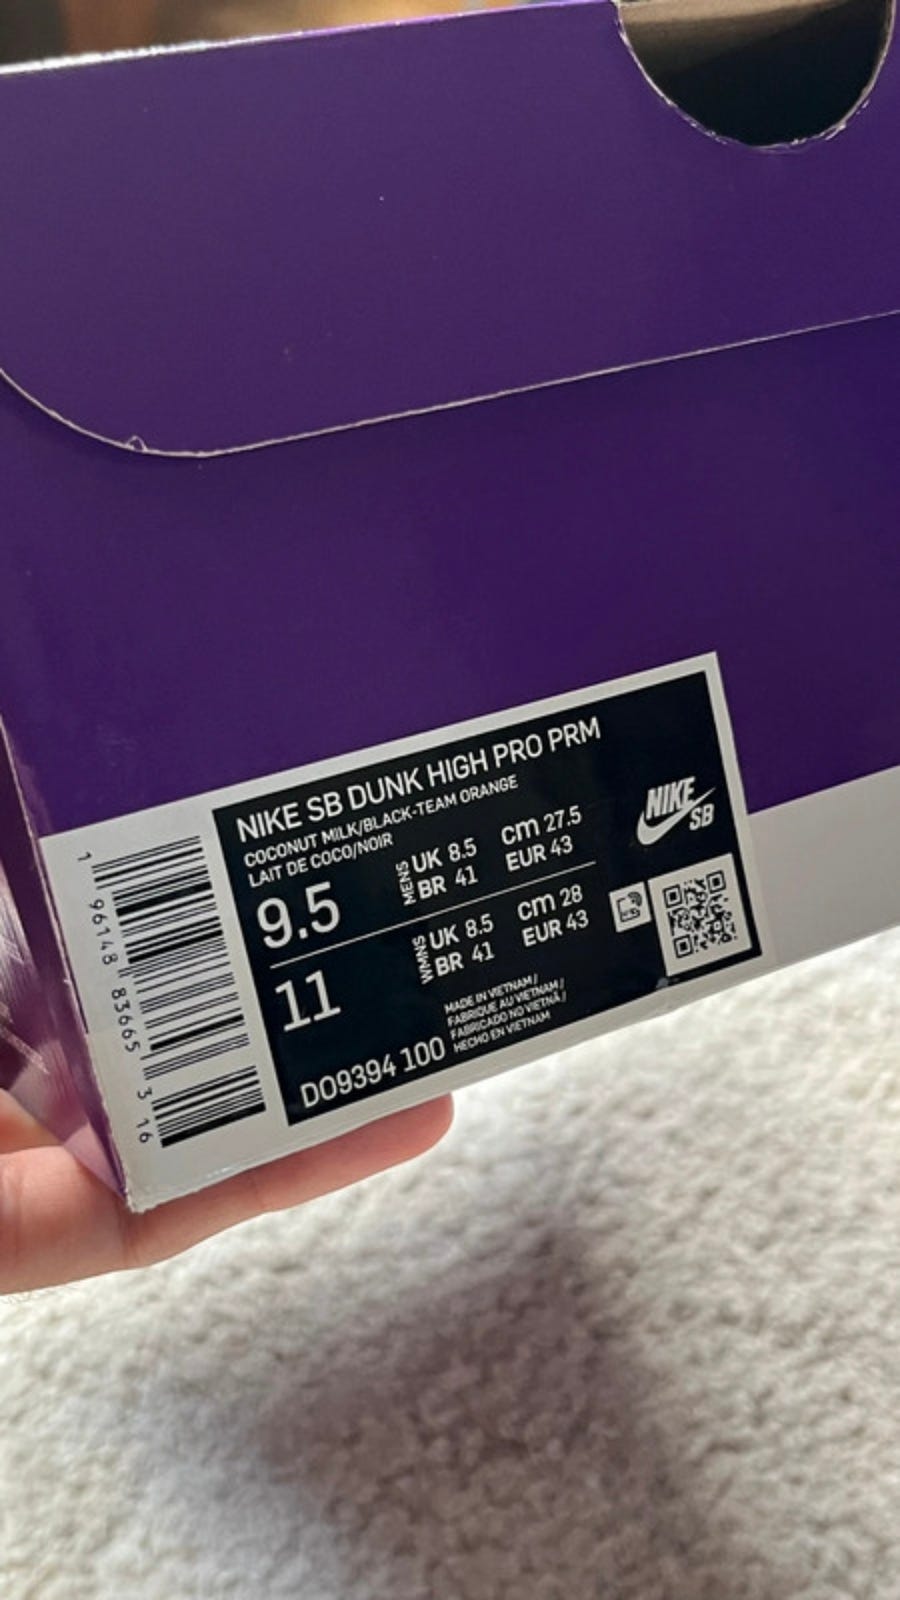 NIKE SB DUNK HIGH PRO PRM
COCONUT MILK/BLACK-TEAM ORANGE
LAIT DE COCO/NOIR
9.5
MENS
UK 8.5
cm 27.5
BR 41
EUR 43
11
WMNS
UK 8.5
cm 28
BR 41
EUR 43
DO9394 100
MADE IN VIETNAM/
FABRIQUE AU VIETNAM/
FABRICADO NO VIETNÃ/
HECHO EN VIETNAM
NIKE
SB
1 96148 83665 3 16